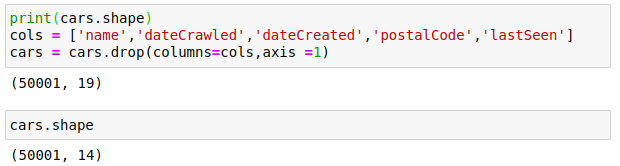 print(cars.shape)
cols = ['name','dateCrawled','dateCreated','postalCode','lastSeen']
cars = cars.drop(columns=cols,axis =1)
(50001, 19)
cars.shape
(50001, 14)